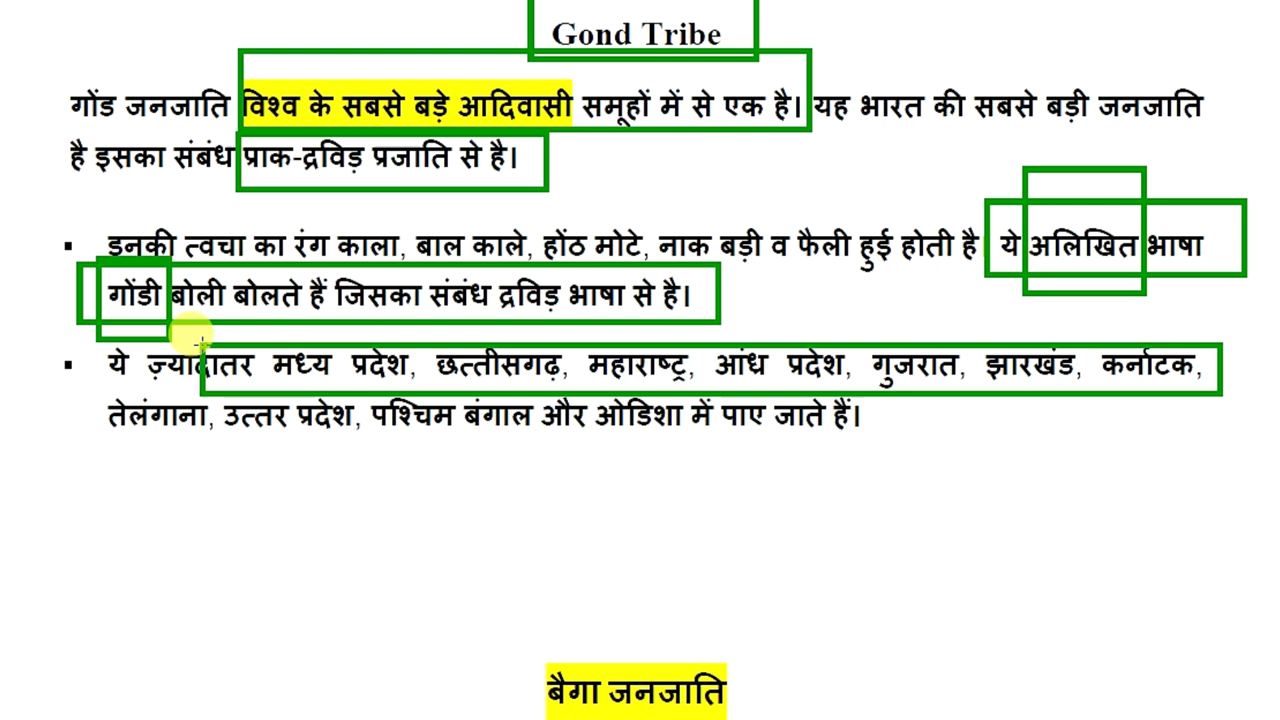 Gond Tribe
गोंड जनजाति विश्व के सबसे बड़े आदिवासी समूहों में से एक है। यह भारत की सबसे बड़ी जनजाति
है इसका संबंध प्राक-द्रविड़ प्रजाति से है।
▪ इनकी त्वचा का रंग काला, बाल काले, होंठ मोटे, नाक बड़ी व फैली हुई होती है ये अलिखित भाषा
गोंडी बोली बोलते हैं जिसका संबंध द्रविड़ भाषा से है।
▪ ये ज़्यादातर मध्य प्रदेश, छत्तीसगढ़, महाराष्ट्र, आंध प्रदेश, गुजरात, झारखंड, कर्नाटक,
तेलंगाना, उत्तर प्रदेश, पश्चिम बंगाल और ओडिशा में पाए जाते हैं।
बैगा जनजाति